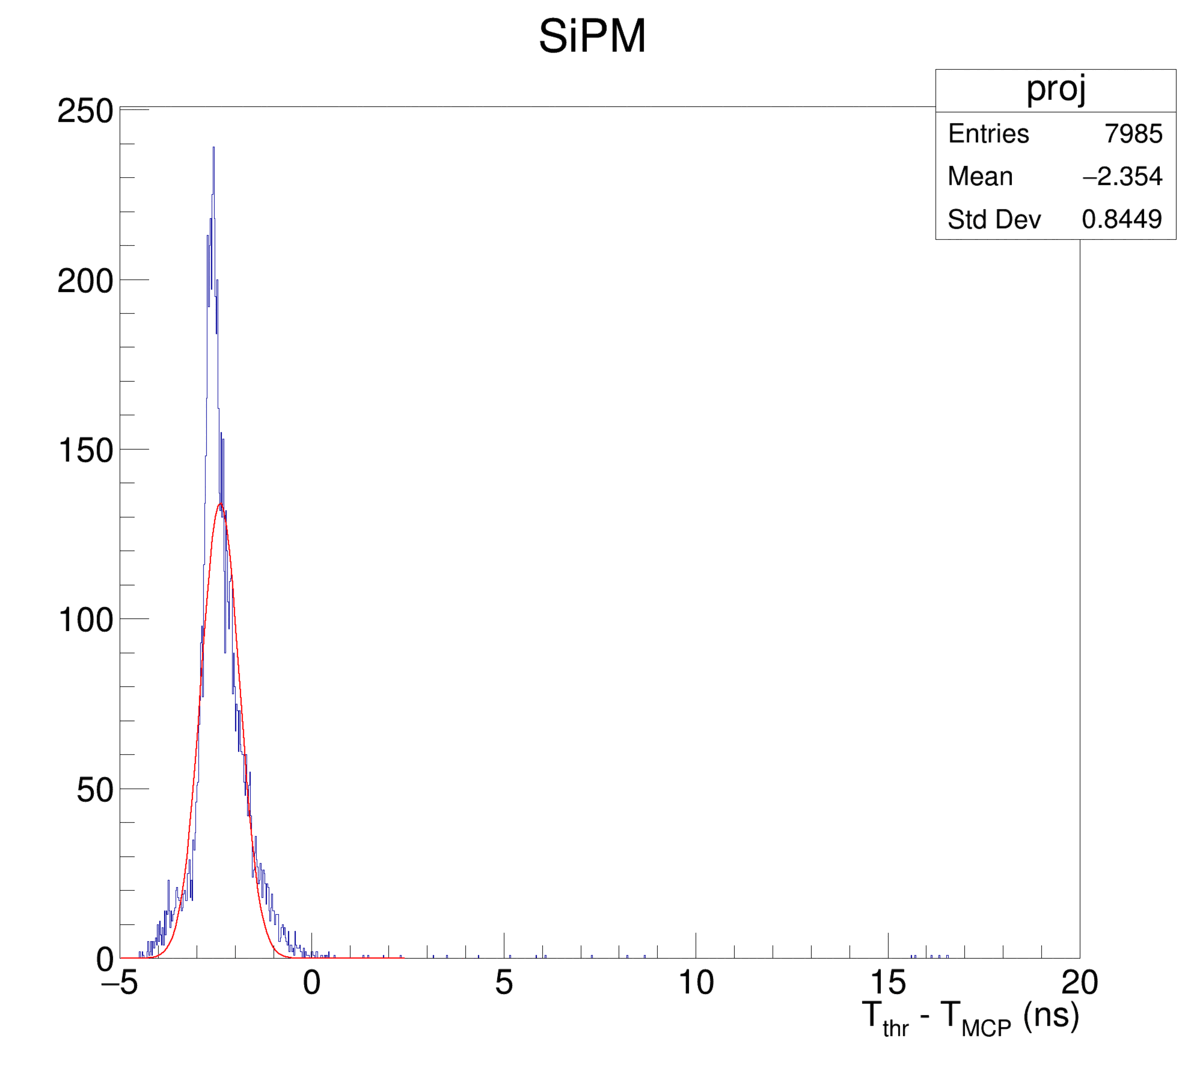 SiPM
proj
Entries 7985
Mean −2.354
Std Dev 0.8449
250
200
150
100
50
0
−5 0 5 10 15 20
T_thr - T_MCP (ns)